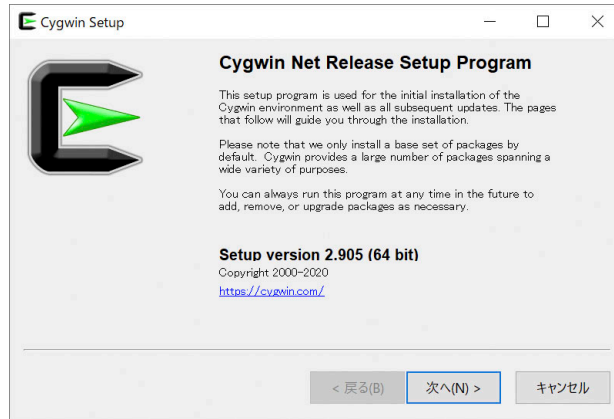 Cygwin Setup
Cygwin Net Release Setup Program
This setup program is used for the initial installation of the
Cygwin environment as well as all subsequent updates. The pages
that follow will guide you through the installation.
Please note that we only install a base set of packages by
default. Cygwin provides a large number of packages spanning a
wide variety of purposes.
You can always run this program at any time in the future to
add, remove, or upgrade packages as necessary.
Setup version 2.905 (64 bit)
Copyright 2000-2020
https://cygwin.com/
< 戻る(B) 次へ(N) > キャンセル